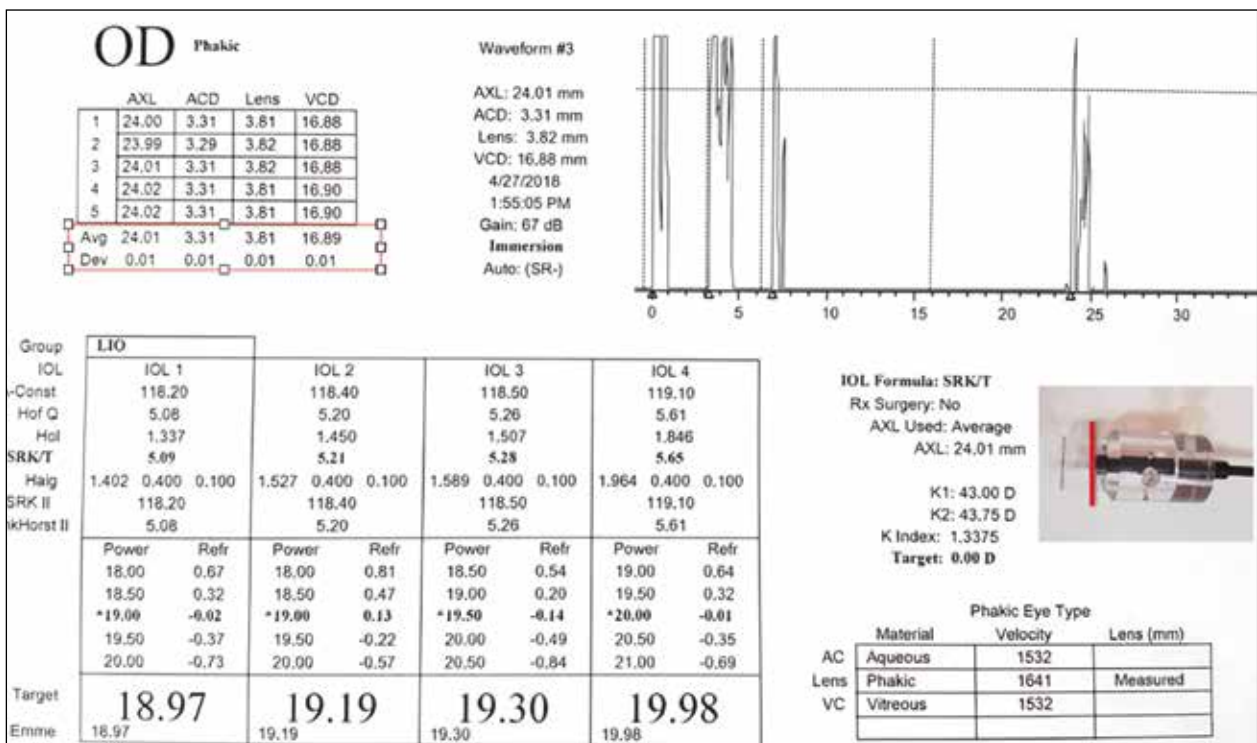 OD Phakic
AXL ACD Lens VCD
1 24.00 3.31 3.81 16.88
2 23.99 3.29 3.82 16.88
3 24.01 3.31 3.82 16.88
4 24.02 3.31 3.81 16.90
5 24.02 3.31 3.81 16.90
Avg 24.01 3.31 3.81 16.89
Dev 0.01 0.01 0.01 0.01
Waveform #3
AXL: 24.01 mm
ACD: 3.31 mm
Lens: 3.82 mm
VCD: 16.88 mm
4/27/2018
1:55:05 PM
Gain: 67 dB
Immersion
Auto: (SR-)
0 5 10 15 20 25 30
Group LIO
IOL IOL 1 IOL 2 IOL 3 IOL 4
-Const 118.20 118.40 118.50 119.10
Hof Q 5.08 5.20 5.26 5.61
Hol 1.337 1.450 1.507 1.846
SRK/T 5.09 5.21 5.28 5.65
Haig 1.402 0.400 0.100 1.527 0.400 0.100 1.589 0.400 0.100 1.964 0.400 0.100
SRK II 118.20 118.40 118.50 119.10
kHorst II 5.08 5.20 5.26 5.61
Power Refr Power Refr Power Refr Power Refr
18.00 0.67 18.00 0.81 18.50 0.54 19.00 0.64
18.50 0.32 18.50 0.47 19.00 0.20 19.50 0.32
*19.00 -0.02 *19.00 0.13 *19.50 -0.14 *20.00 -0.01
19.50 -0.37 19.50 -0.22 20.00 -0.49 20.50 -0.35
20.00 -0.73 20.00 -0.57 20.50 -0.84 21.00 -0.69
Target 18.97 19.19 19.30 19.98
Emme 18.97 19.19 19.30 19.98
IOL Formula: SRK/T
Rx Surgery: No
AXL Used: Average
AXL: 24.01 mm
K1: 43.00 D
K2: 43.75 D
K Index: 1.3375
Target: 0.00 D
Phakic Eye Type
Material Velocity Lens (mm)
AC Aqueous 1532
Lens Phakic 1641 Measured
VC Vitreous 1532